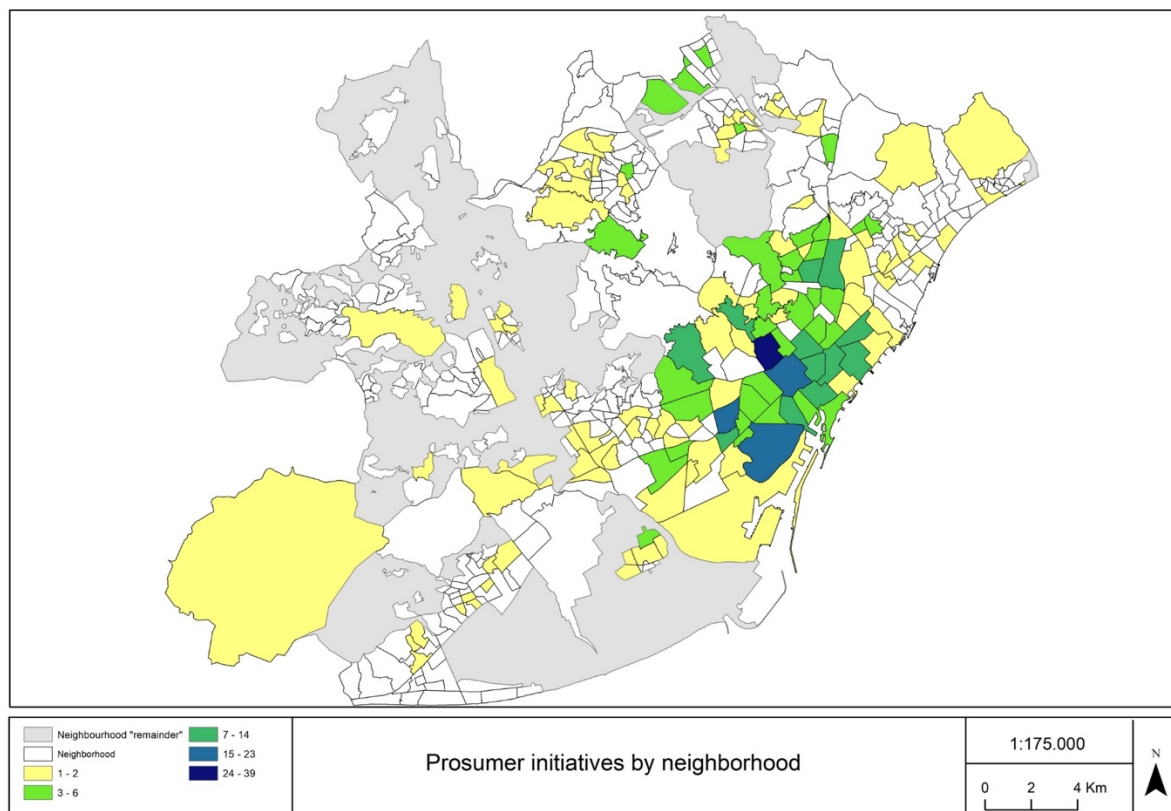 Neighbourhood "remainder"
Neighborhood
1 - 2
3 - 6
7 - 14
15 - 23
24 - 39
Prosumer initiatives by neighborhood
1:175.000
0 2 4 Km
N